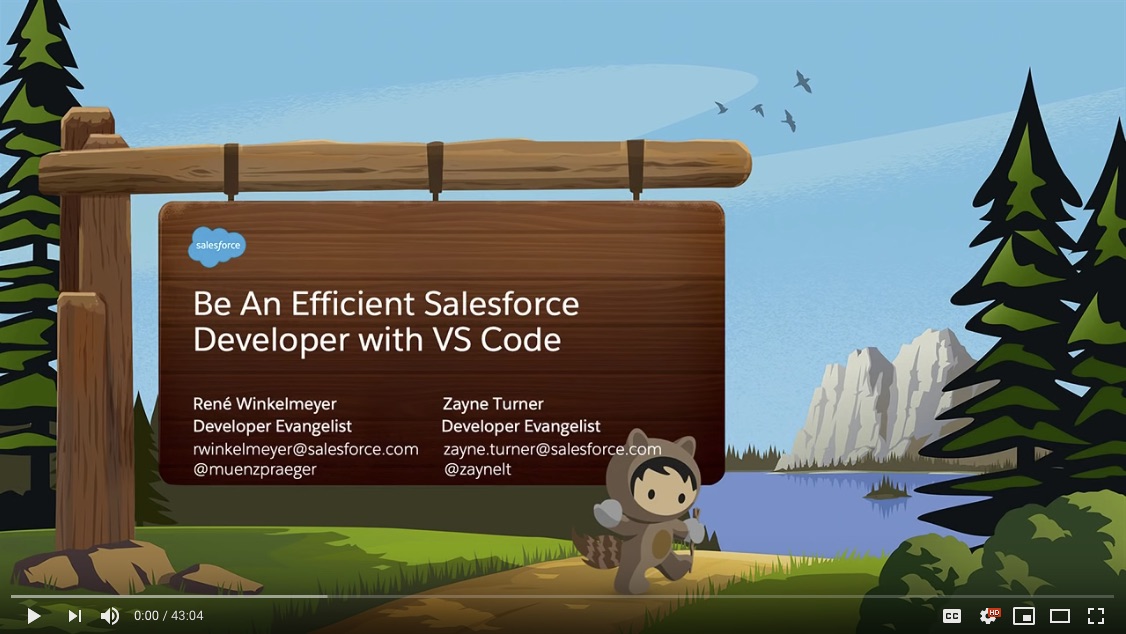 salesforce
Be An Efficient Salesforce
Developer with VS Code
René Winkelmeyer
Developer Evangelist
rwinkelmeyer@salesforce.com
@muenzpraeger
Zayne Turner
Developer Evangelist
zayne.turner@salesforce.com
@zaynelt
0:00 / 43:04
CC
HD